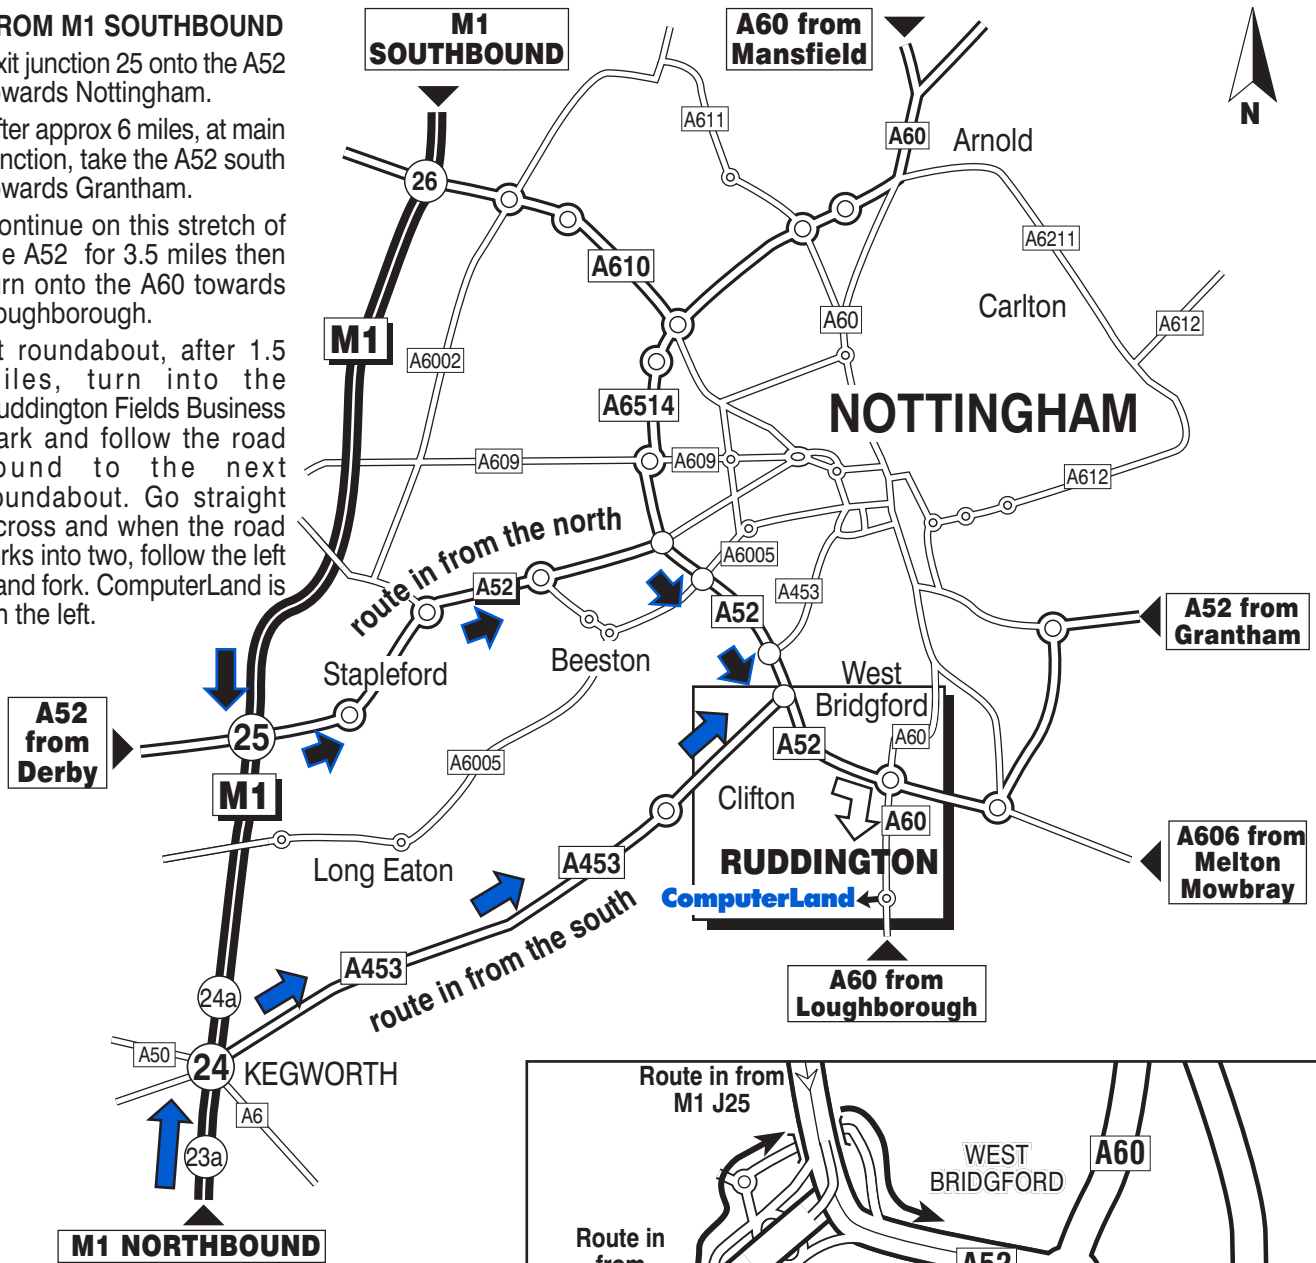 ROM M1 SOUTHBOUND
xit junction 25 onto the A52
owards Nottingham.
fter approx 6 miles, at main
unction, take the A52 south
owards Grantham.
ontinue on this stretch of
e A52 for 3.5 miles then
urn onto the A60 towards
oughborough.
t roundabout, after 1.5
iles, turn into the
uddington Fields Business
ark and follow the road
ound to the next
oundabout. Go straight
cross and when the road
rks into two, follow the left
and fork. ComputerLand is
n the left.
M1
SOUTHBOUND
A60 from
Mansfield
N
A611
A60
Arnold
26
A6211
A610
Carlton
A60
A612
M1
A6002
A6514
NOTTINGHAM
A609
A609
A612
route in from the north
A6005
A52
A453
A52
A52 from
Grantham
Stapleford
Beeston
West
Bridgford
A52
from
Derby
25
A60
A52
A6005
M1
Clifton
A60
A606 from
Melton
Mowbray
RUDDINGTON
Long Eaton
A453
ComputerLand
route in from the south
A453
A60 from
Loughborough
24a
A50
24
KEGWORTH
A6
23a
M1 NORTHBOUND
Route in from
M1 J25
WEST
BRIDGFORD
A60
Route in
from
A52